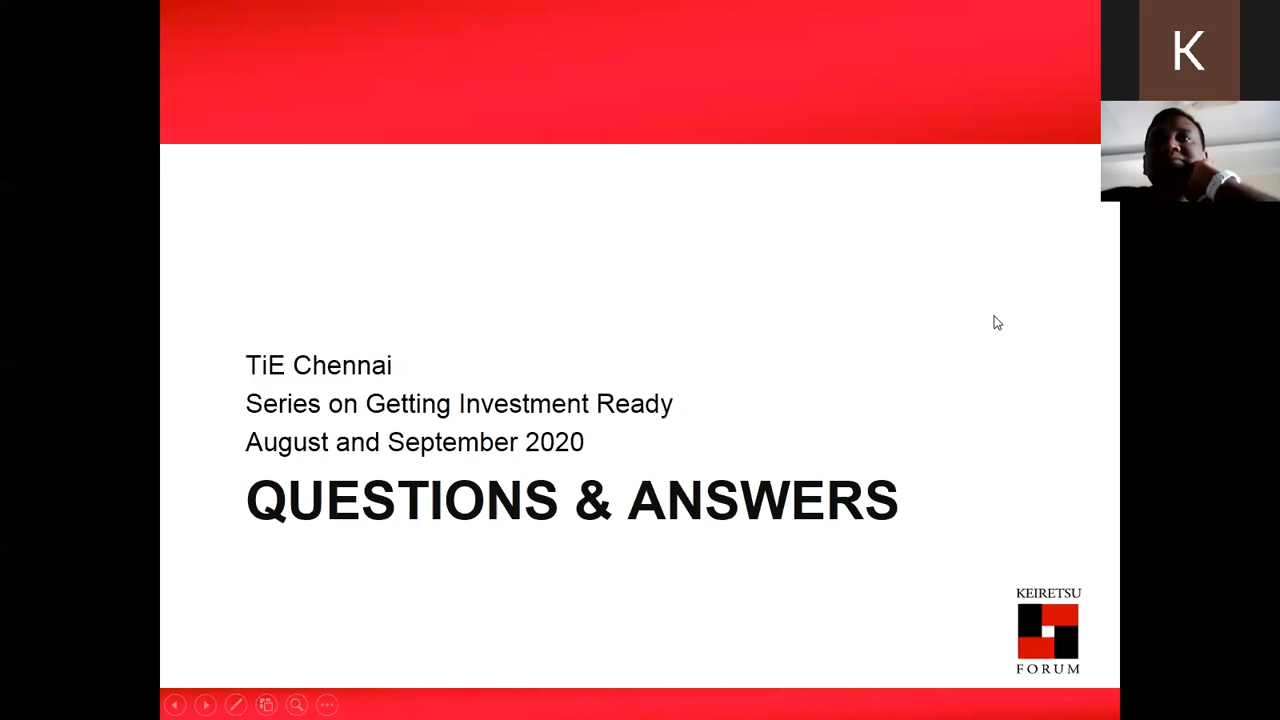 K
TiE Chennai
Series on Getting Investment Ready
August and September 2020
QUESTIONS & ANSWERS
KEIRETSU
FORUM